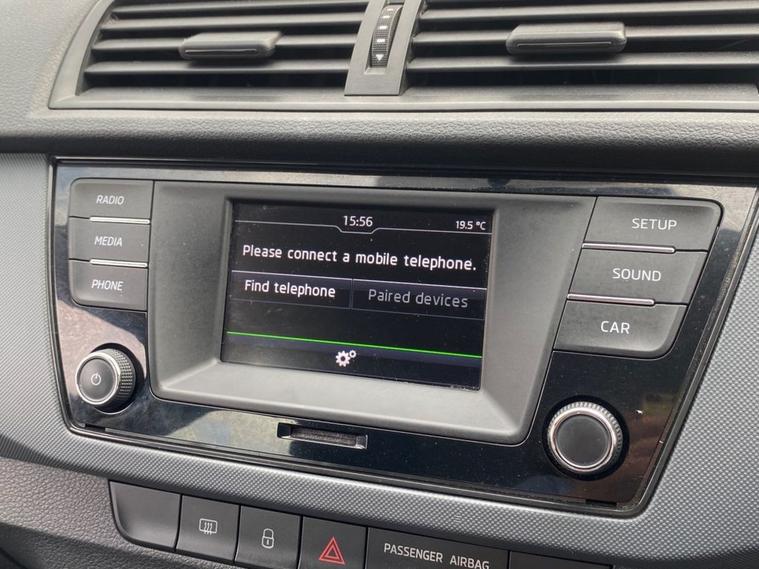 RADIO
MEDIA
PHONE
15:56
19.5 °C
Please connect a mobile telephone.
Find telephone
Paired devices
SETUP
SOUND
CAR
PASSENGER AIRBAG